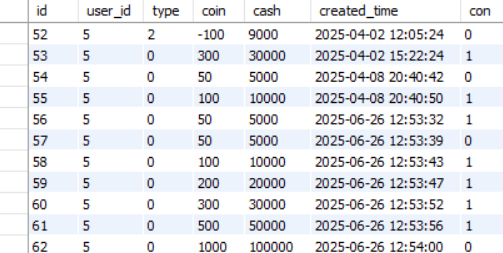 id user_id type coin cash created_time con
52 5 2 -100 9000 2025-04-02 12:05:24 0
53 5 0 300 30000 2025-04-02 15:22:24 1
54 5 0 50 5000 2025-04-08 20:40:42 0
55 5 0 100 10000 2025-04-08 20:40:50 1
56 5 0 50 5000 2025-06-26 12:53:32 1
57 5 0 50 5000 2025-06-26 12:53:39 0
58 5 0 100 10000 2025-06-26 12:53:43 1
59 5 0 200 20000 2025-06-26 12:53:47 1
60 5 0 300 30000 2025-06-26 12:53:52 1
61 5 0 500 50000 2025-06-26 12:53:56 1
62 5 0 1000 100000 2025-06-26 12:54:00 0